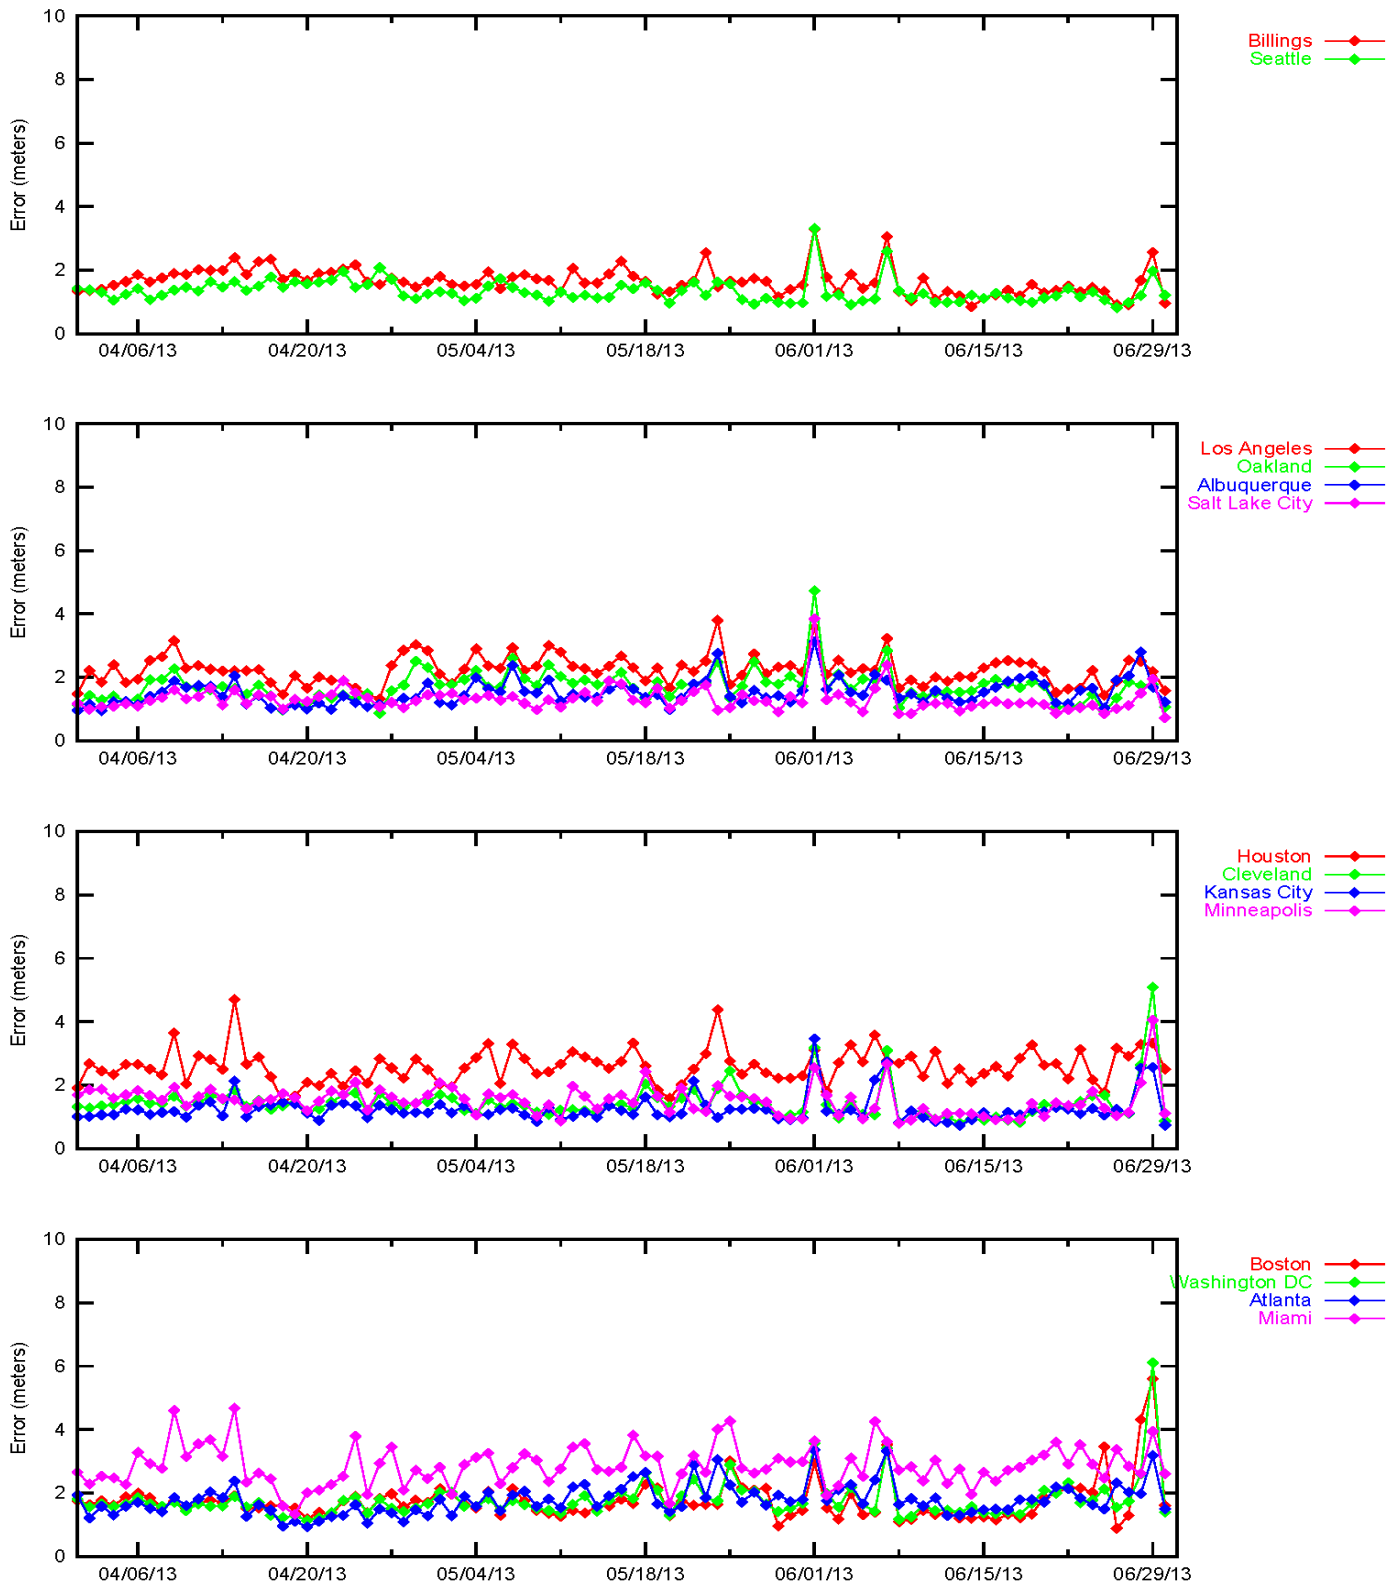 10
8
6
4
2
0
Error (meters)
04/06/13 04/20/13 05/04/13 05/18/13 06/01/13 06/15/13 06/29/13
Billings
Seattle
10
8
6
4
2
0
Error (meters)
04/06/13 04/20/13 05/04/13 05/18/13 06/01/13 06/15/13 06/29/13
Los Angeles
Oakland
Albuquerque
Salt Lake City
10
8
6
4
2
0
Error (meters)
04/06/13 04/20/13 05/04/13 05/18/13 06/01/13 06/15/13 06/29/13
Houston
Cleveland
Kansas City
Minneapolis
10
8
6
4
2
0
Error (meters)
04/06/13 04/20/13 05/04/13 05/18/13 06/01/13 06/15/13 06/29/13
Boston
Washington DC
Atlanta
Miami